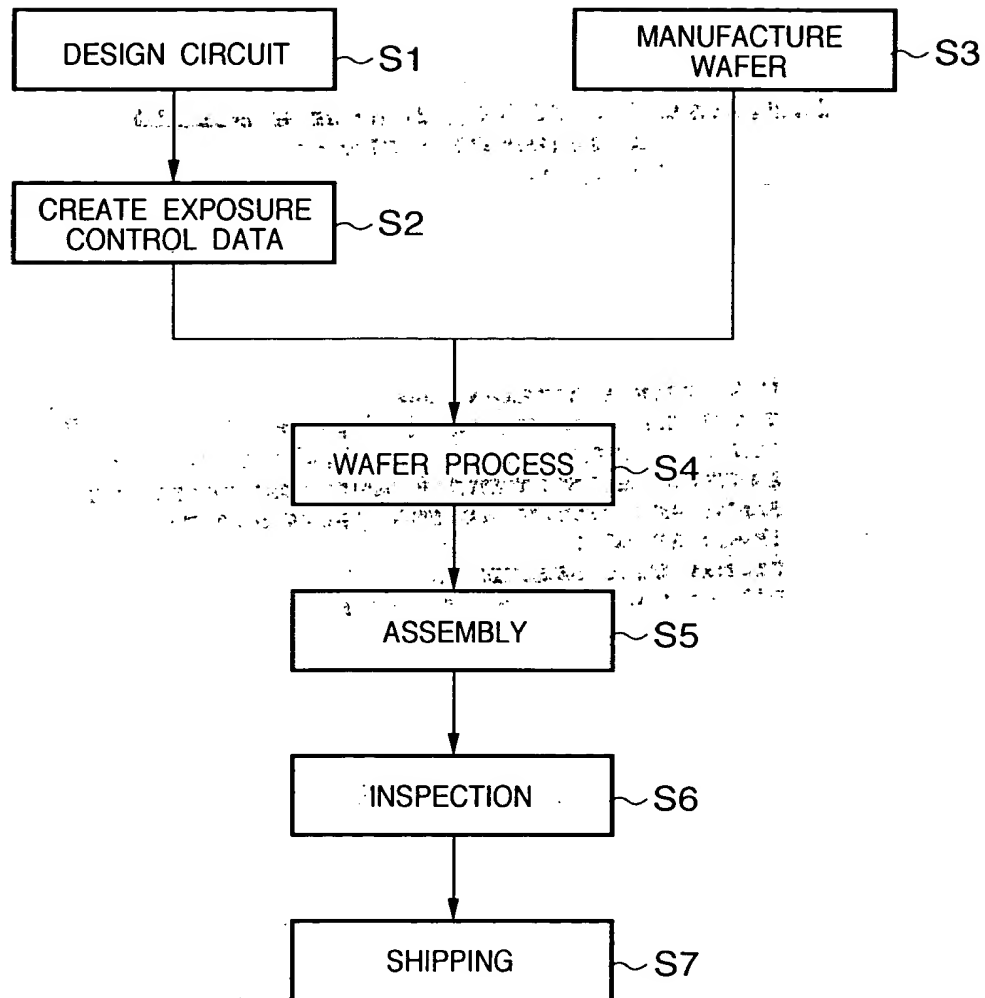 DESIGN CIRCUIT
S1
MANUFACTURE
WAFER
S3
CREATE EXPOSURE
CONTROL DATA
S2
WAFER PROCESS
S4
ASSEMBLY
S5
INSPECTION
S6
SHIPPING
S7